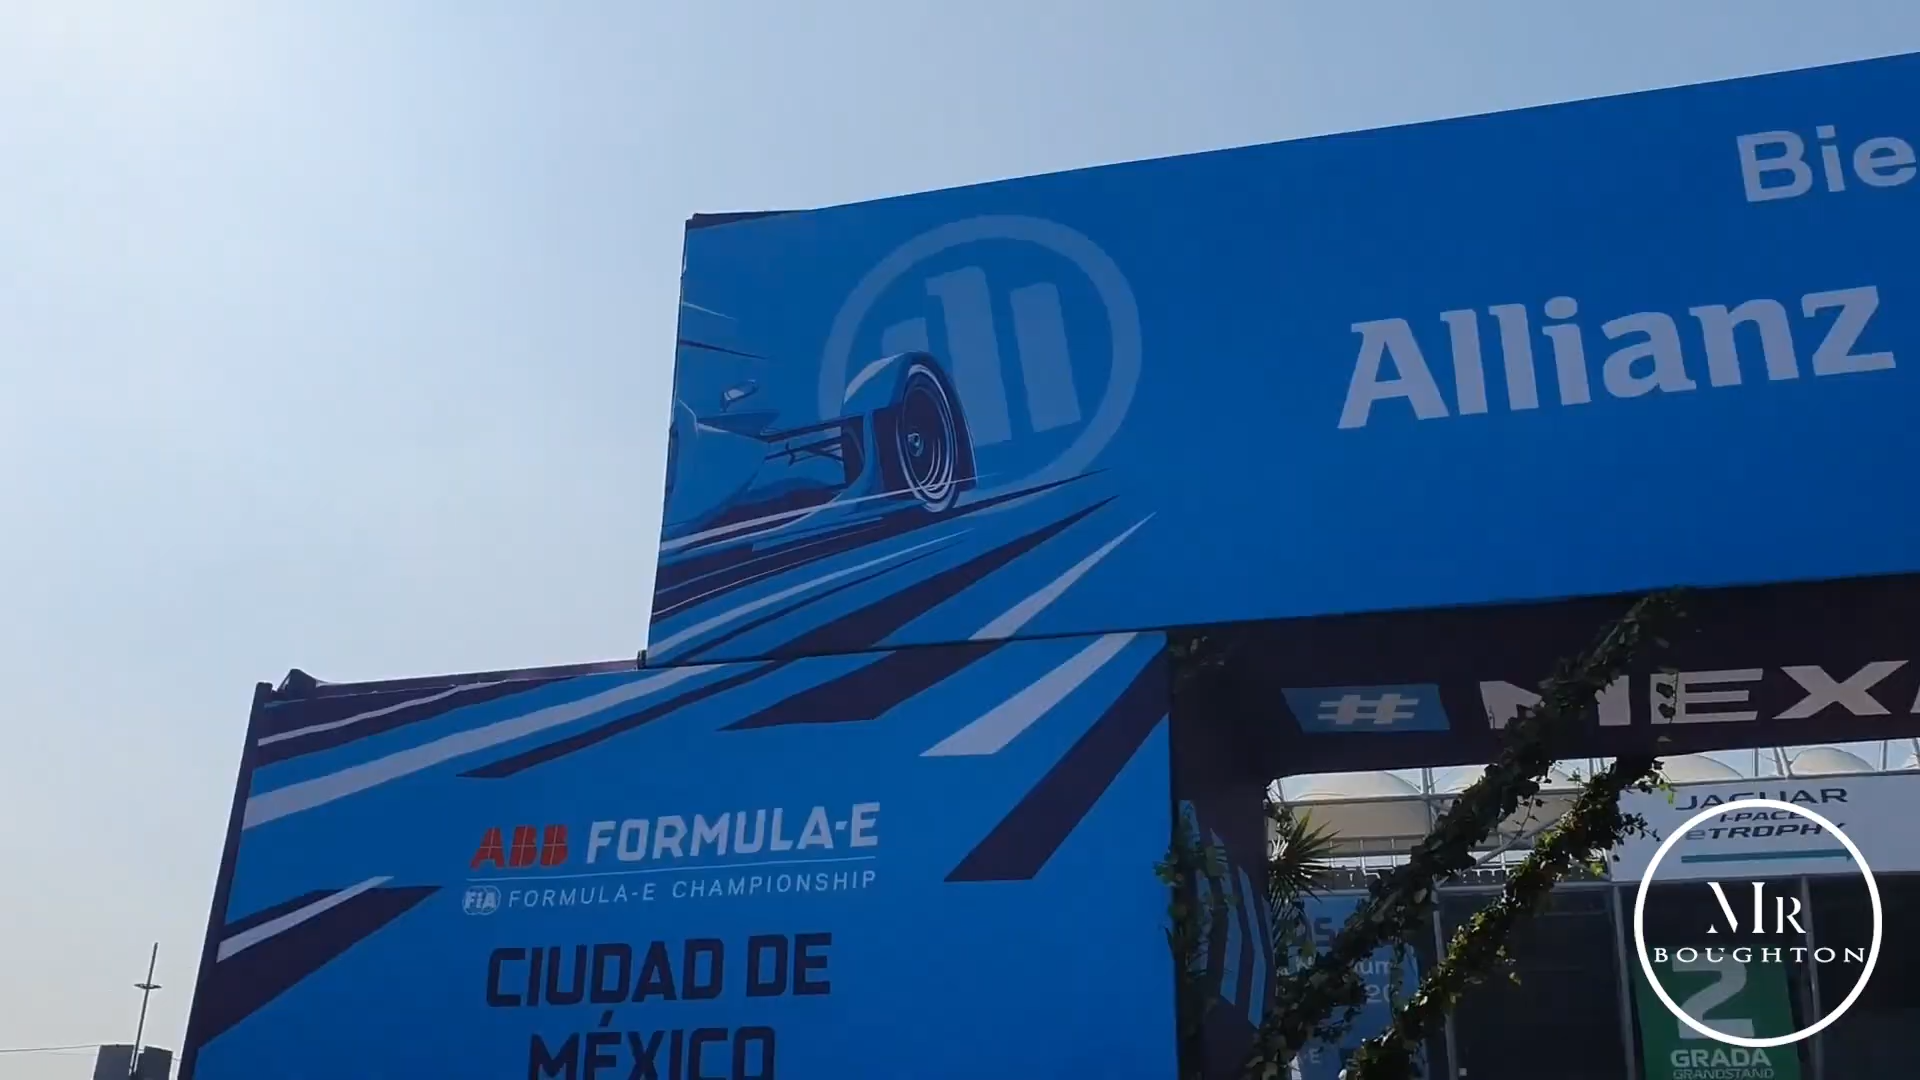 Bie
Allianz
#MEX
ABB FORMULA-E
FIA FORMULA-E CHAMPIONSHIP
CIUDAD DE
MÉXICO
JAGUAR
I-PACE
eTROPHY
MR
BOUGHTON
2
GRADA
GRANDSTAND